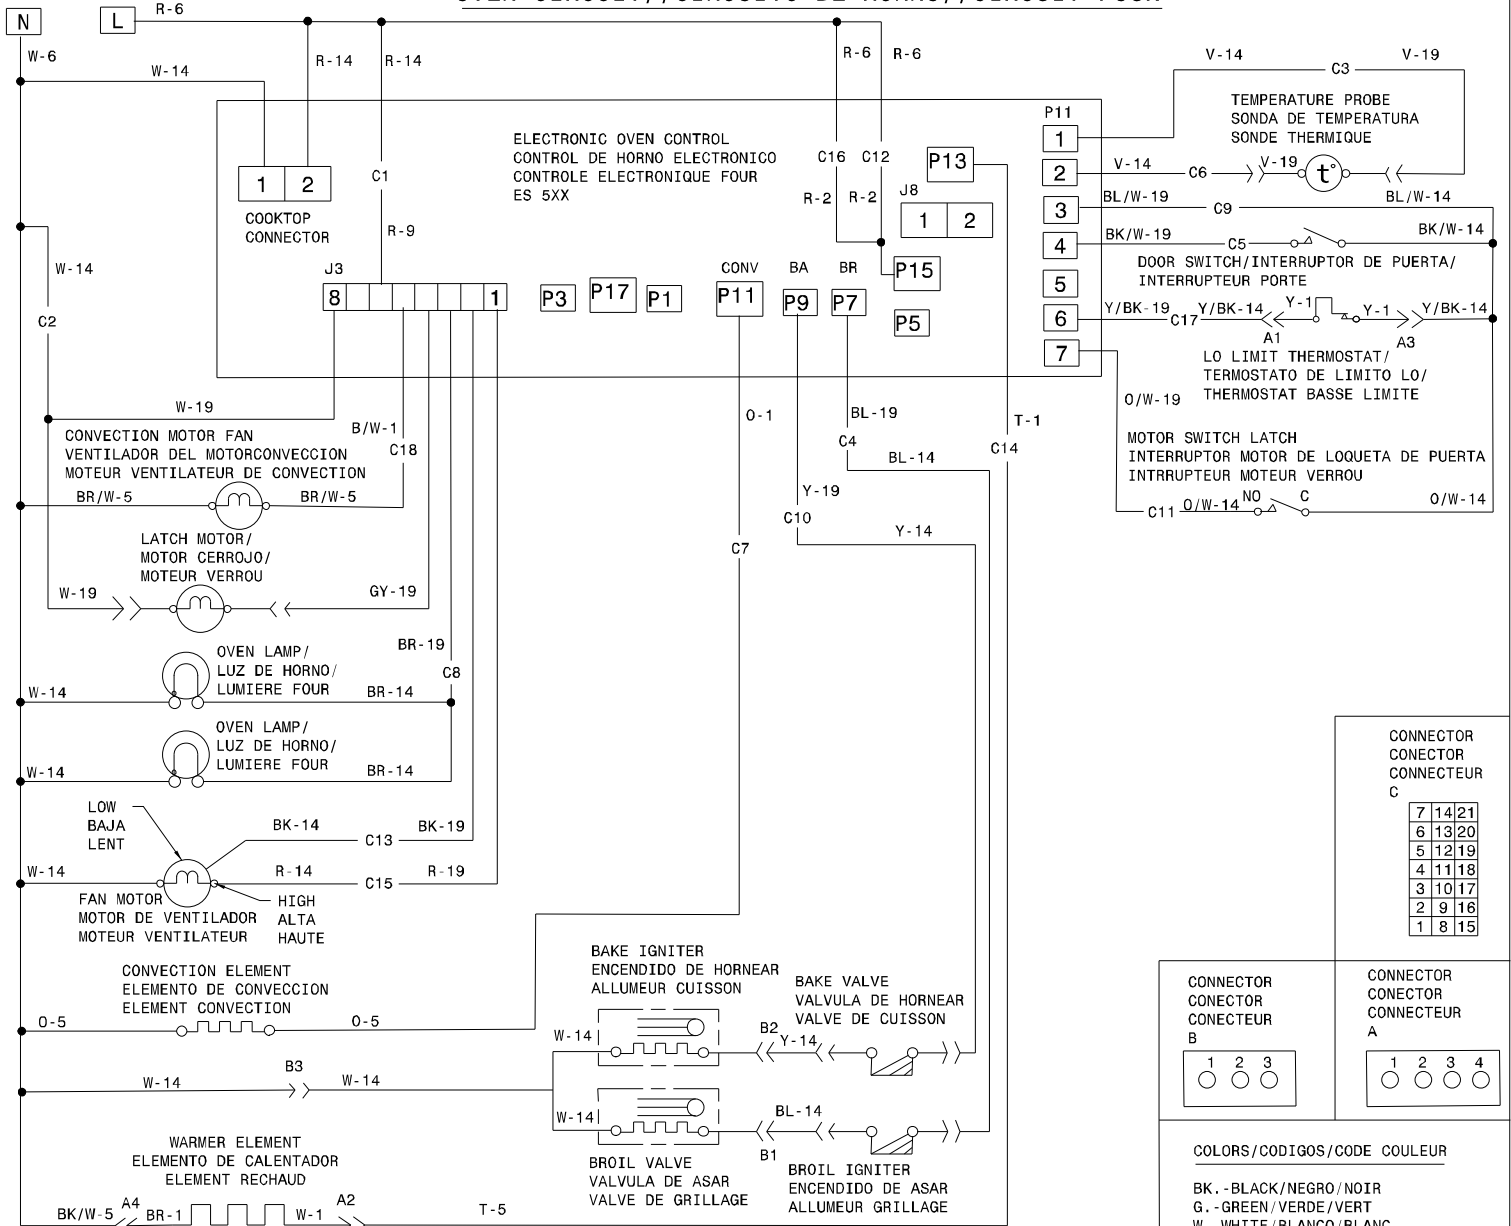 OVEN CIRCUIT//CIRCUITO DE HORNO//CIRCUIT FOUR
N
L
R-6
W-6
W-14
R-14
R-14
R-6
R-6
V-14
C3
V-19
TEMPERATURE PROBE
SONDA DE TEMPERATURA
SONDE THERMIQUE
P11
1
2
3
4
5
6
7
V-14
C6
V-19
t°
BL/W-19
C9
BL/W-14
BK/W-19
C5
BK/W-14
DOOR SWITCH/INTERRUPTOR DE PUERTA/
INTERRUPTEUR PORTE
Y/BK-19
C17
Y/BK-14
Y-1
Y-1
Y/BK-14
A1
A3
LO LIMIT THERMOSTAT/
TERMOSTATO DE LIMITO LO/
THERMOSTAT BASSE LIMITE
O/W-19
MOTOR SWITCH LATCH
INTERRUPTOR MOTOR DE LOQUETA DE PUERTA
INTRRUPTEUR MOTEUR VERROU
C11
O/W-14
NO
C
O/W-14
ELECTRONIC OVEN CONTROL
CONTROL DE HORNO ELECTRONICO
CONTROLE ELECTRONIQUE FOUR
ES 5XX
C16
C12
R-2
R-2
P13
J8
1 2
C1
R-9
1 2
COOKTOP
CONNECTOR
J3
8 1
P3
P17
P1
CONV
P11
BA
P9
BR
P7
P15
P5
W-14
C2
W-19
B/W-1
C18
CONVECTION MOTOR FAN
VENTILADOR DEL MOTORCONVECCION
MOTEUR VENTILATEUR DE CONVECTION
BR/W-5
BR/W-5
LATCH MOTOR/
MOTOR CERROJO/
MOTEUR VERROU
W-19
GY-19
BR-19
C8
OVEN LAMP/
LUZ DE HORNO/
LUMIERE FOUR
W-14
BR-14
OVEN LAMP/
LUZ DE HORNO/
LUMIERE FOUR
W-14
BR-14
LOW
BAJA
LENT
BK-14
C13
BK-19
W-14
R-14
C15
R-19
FAN MOTOR
MOTOR DE VENTILADOR
MOTEUR VENTILATEUR
HIGH
ALTA
HAUTE
O-1
C7
BL-19
C4
BL-14
Y-19
C10
Y-14
T-1
C14
CONVECTION ELEMENT
ELEMENTO DE CONVECCION
ELEMENT CONVECTION
O-5
O-5
B3
W-14
W-14
BAKE IGNITER
ENCENDIDO DE HORNEAR
ALLUMEUR CUISSON
W-14
B2
Y-14
BAKE VALVE
VALVULA DE HORNEAR
VALVE DE CUISSON
W-14
BL-14
B1
BROIL VALVE
VALVULA DE ASAR
VALVE DE GRILLAGE
BROIL IGNITER
ENCENDIDO DE ASAR
ALLUMEUR GRILLAGE
WARMER ELEMENT
ELEMENTO DE CALENTADOR
ELEMENT RECHAUD
BK/W-5
A4
BR-1
W-1
A2
T-5
CONNECTOR
CONECTOR
CONNECTEUR
C
7 14 21
6 13 20
5 12 19
4 11 18
3 10 17
2 9 16
1 8 15
CONNECTOR
CONECTOR
CONECTEUR
B
1 2 3
CONNECTOR
CONECTOR
CONNECTEUR
A
1 2 3 4
COLORS/CODIGOS/CODE COULEUR
BK.-BLACK/NEGRO/NOIR
G.-GREEN/VERDE/VERT
W.-WHITE/BLANCO/BLANC